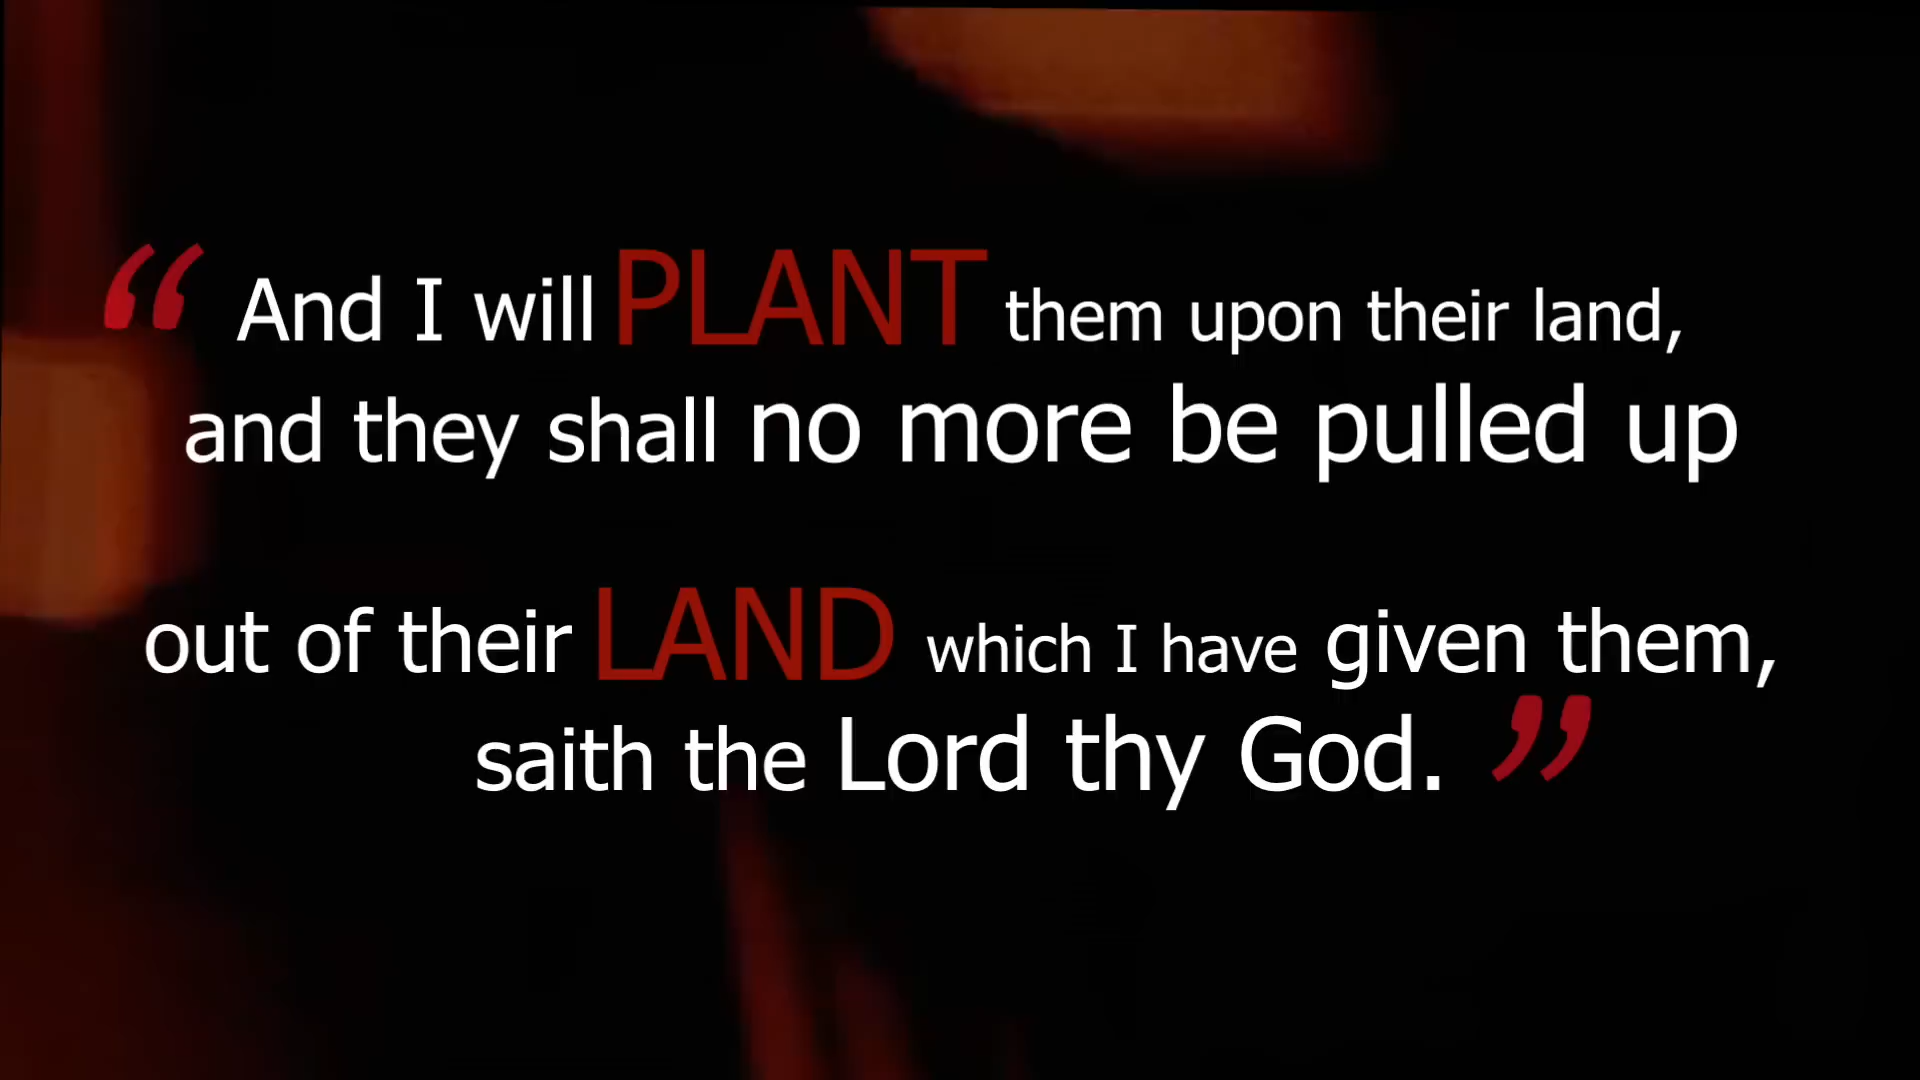 “ And I will PLANT them upon their land,
and they shall no more be pulled up
out of their LAND which I have given them,
saith the Lord thy God. ”